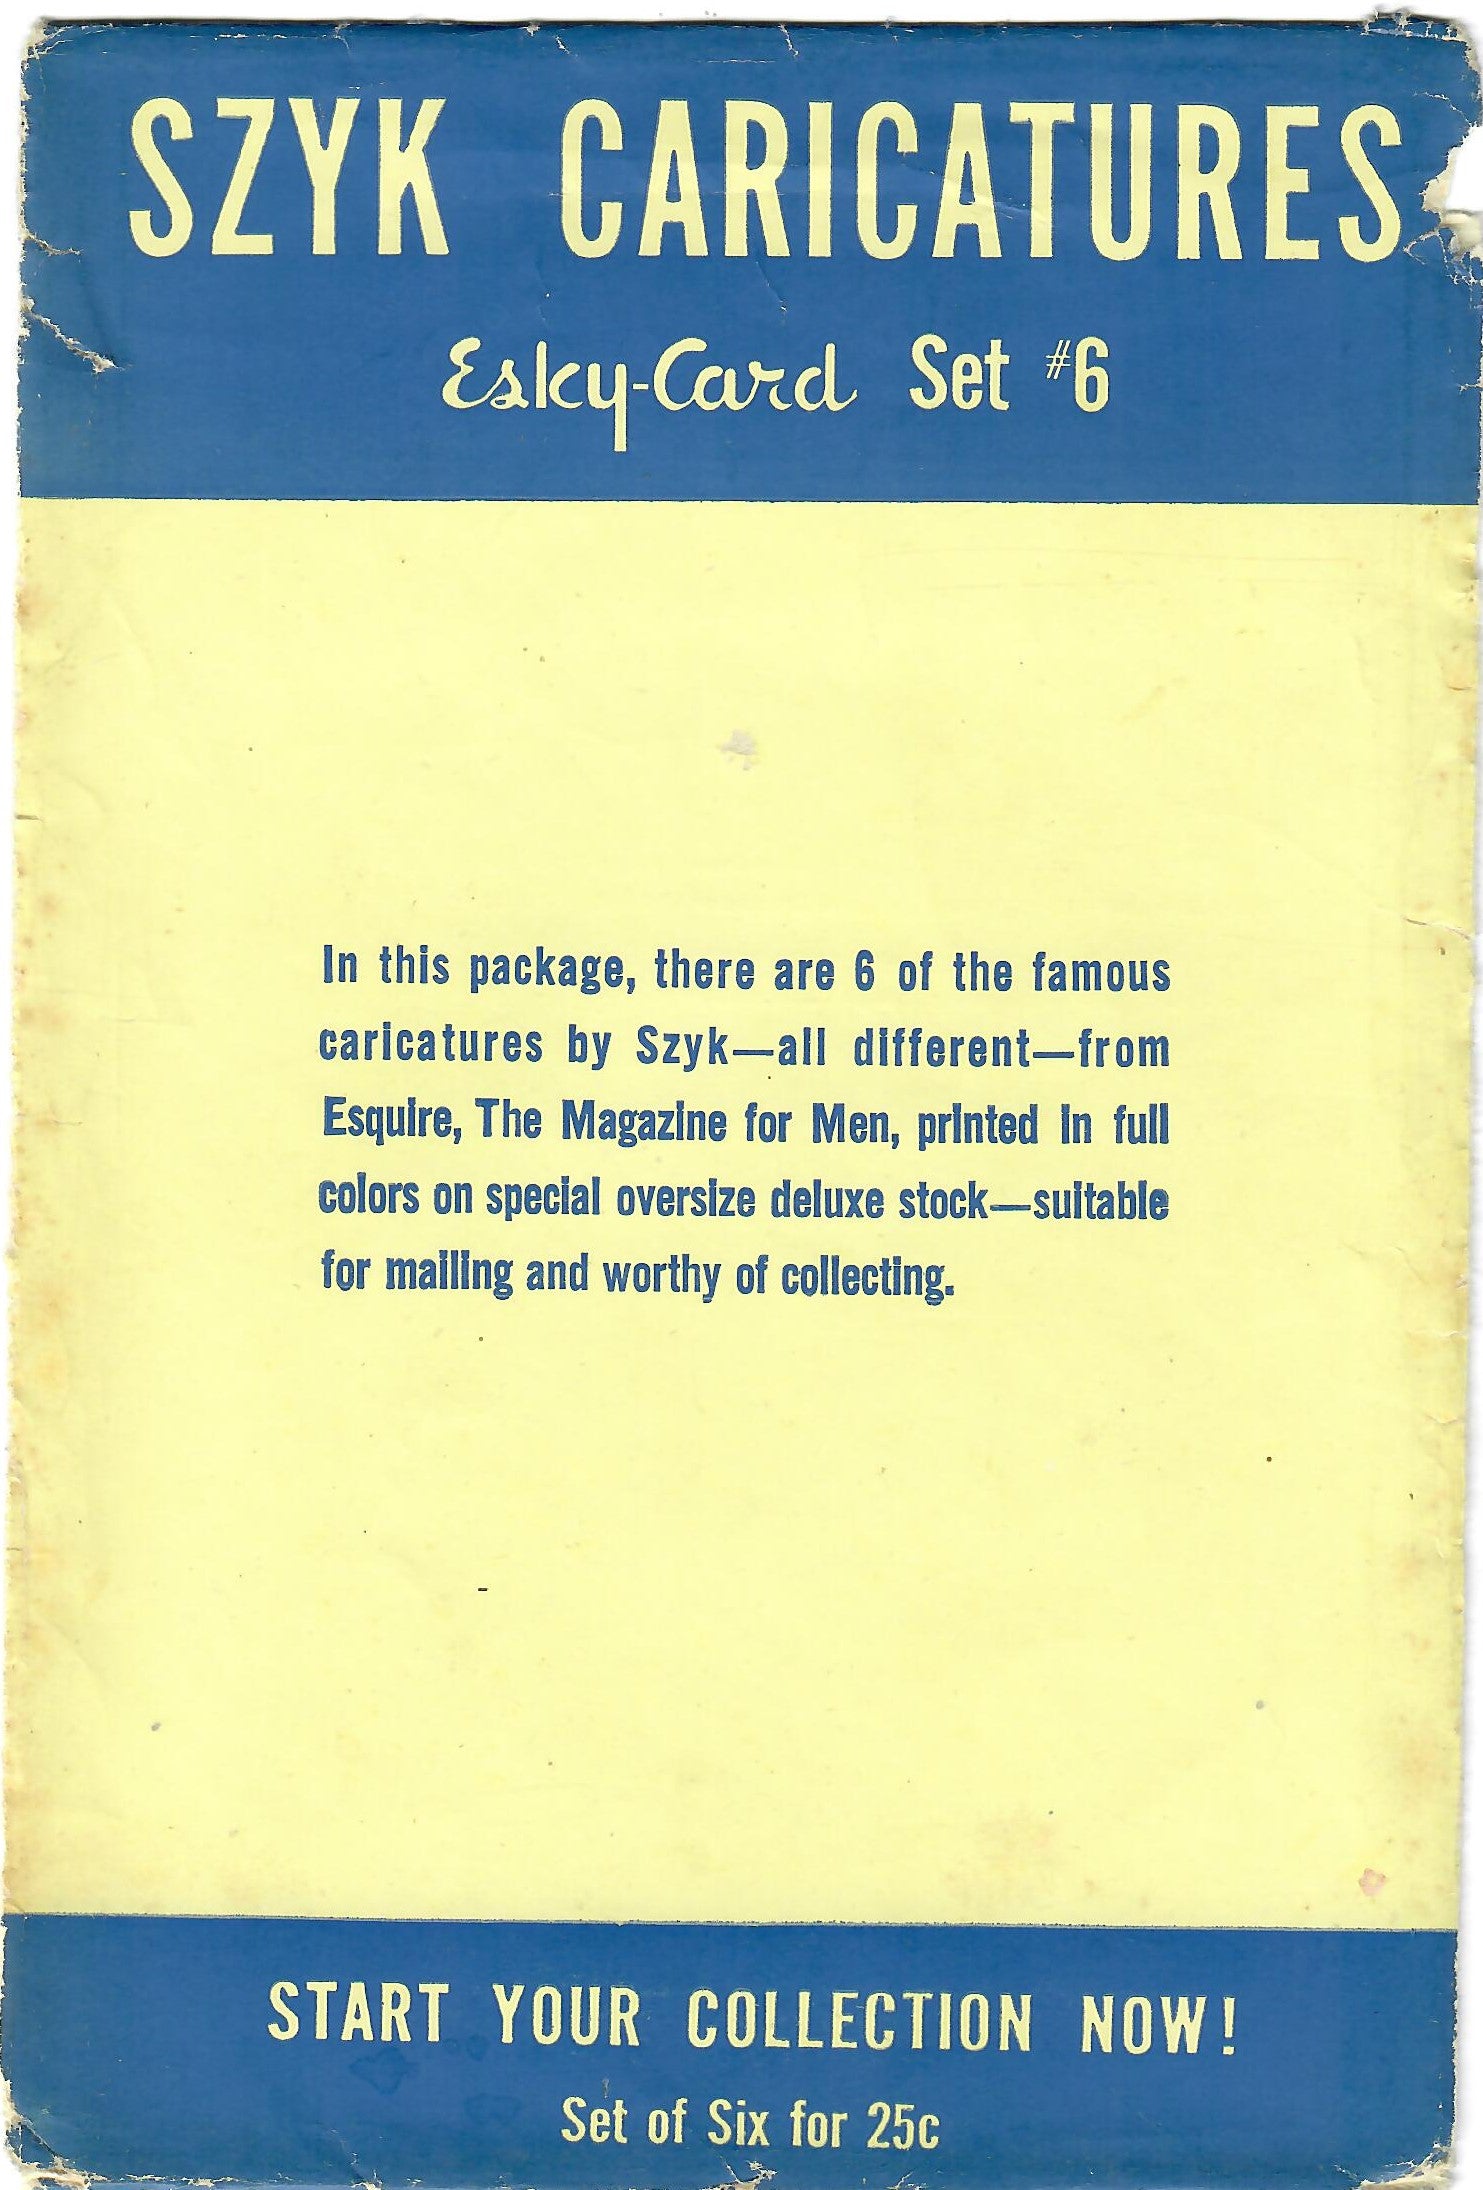 SZYK CARICATURES
Esky-Card Set #6
In this package, there are 6 of the famous
caricatures by Szyk—all different—from
Esquire, The Magazine for Men, printed in full
colors on special oversize deluxe stock—suitable
for mailing and worthy of collecting.
START YOUR COLLECTION NOW!
Set of Six for 25c